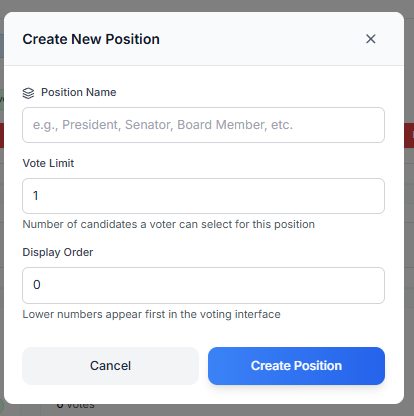 Create New Position
Position Name
e.g., President, Senator, Board Member, etc.
Vote Limit
1
Number of candidates a voter can select for this position
Display Order
0
Lower numbers appear first in the voting interface
Cancel
Create Position
0 votes